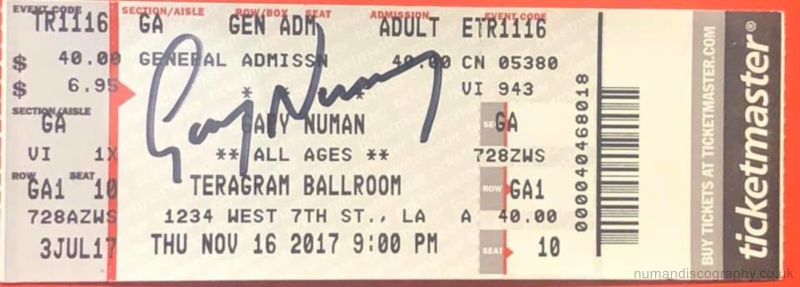 EVENT CODE SECTION/AISLE ROW/BOX SEAT ADMISSION EVENT CODE
TR1116 GA GEN ADM ADULT ETR1116
$ 40.00 GENERAL ADMISSN 40.00 CN 05380
$ 6.95 * * * VI 943
Gary Numan
SECTION/AISLE
GA GARY NUMAN SE GA
VI 1X ** ALL AGES ** 728ZWS
ROW SEAT
GA1 10 TERAGRAM BALLROOM ROW GA1
728AZWS 1234 WEST 7TH ST., LA A 40.00
3JUL17 THU NOV 16 2017 9:00 PM SEAT 10
000040468018
BUY TICKETS AT TICKETMASTER.COM
ticketmaster®
numandiscography.co.uk